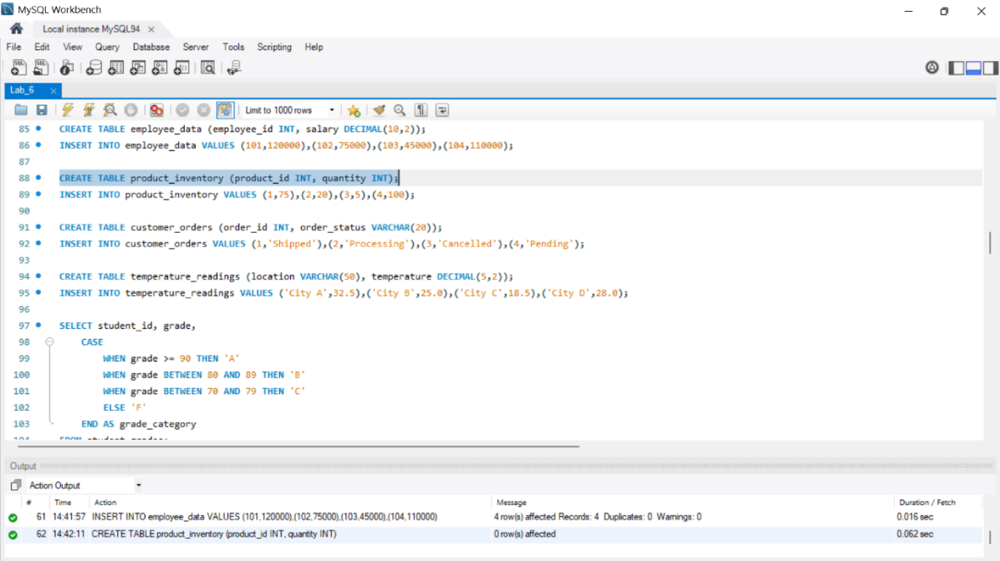 MySQL Workbench
Local instance MySQL94
File Edit View Query Database Server Tools Scripting Help
Lab_6
Limit to 1000 rows
85 CREATE TABLE employee_data (employee_id INT, salary DECIMAL(10,2));
86 INSERT INTO employee_data VALUES (101,120000),(102,75000),(103,45000),(104,110000);
87
88 CREATE TABLE product_inventory (product_id INT, quantity INT);
89 INSERT INTO product_inventory VALUES (1,75),(2,20),(3,5),(4,100);
90
91 CREATE TABLE customer_orders (order_id INT, order_status VARCHAR(20));
92 INSERT INTO customer_orders VALUES (1,'Shipped'),(2,'Processing'),(3,'Cancelled'),(4,'Pending');
93
94 CREATE TABLE temperature_readings (location VARCHAR(50), temperature DECIMAL(5,2));
95 INSERT INTO temperature_readings VALUES ('City A',32.5),('City B',25.0),('City C',18.5),('City D',28.0);
96
97 SELECT student_id, grade,
98 CASE
99 WHEN grade >= 90 THEN 'A'
100 WHEN grade BETWEEN 80 AND 89 THEN 'B'
101 WHEN grade BETWEEN 70 AND 79 THEN 'C'
102 ELSE 'F'
103 END AS grade_category
104 FROM student_grades;
Output
Action Output
# Time Action Message Duration / Fetch
61 14:41:57 INSERT INTO employee_data VALUES (101,120000),(102,75000),(103,45000),(104,110000) 4 row(s) affected Records: 4 Duplicates: 0 Warnings: 0 0.016 sec
62 14:42:11 CREATE TABLE product_inventory (product_id INT, quantity INT) 0 row(s) affected 0.062 sec